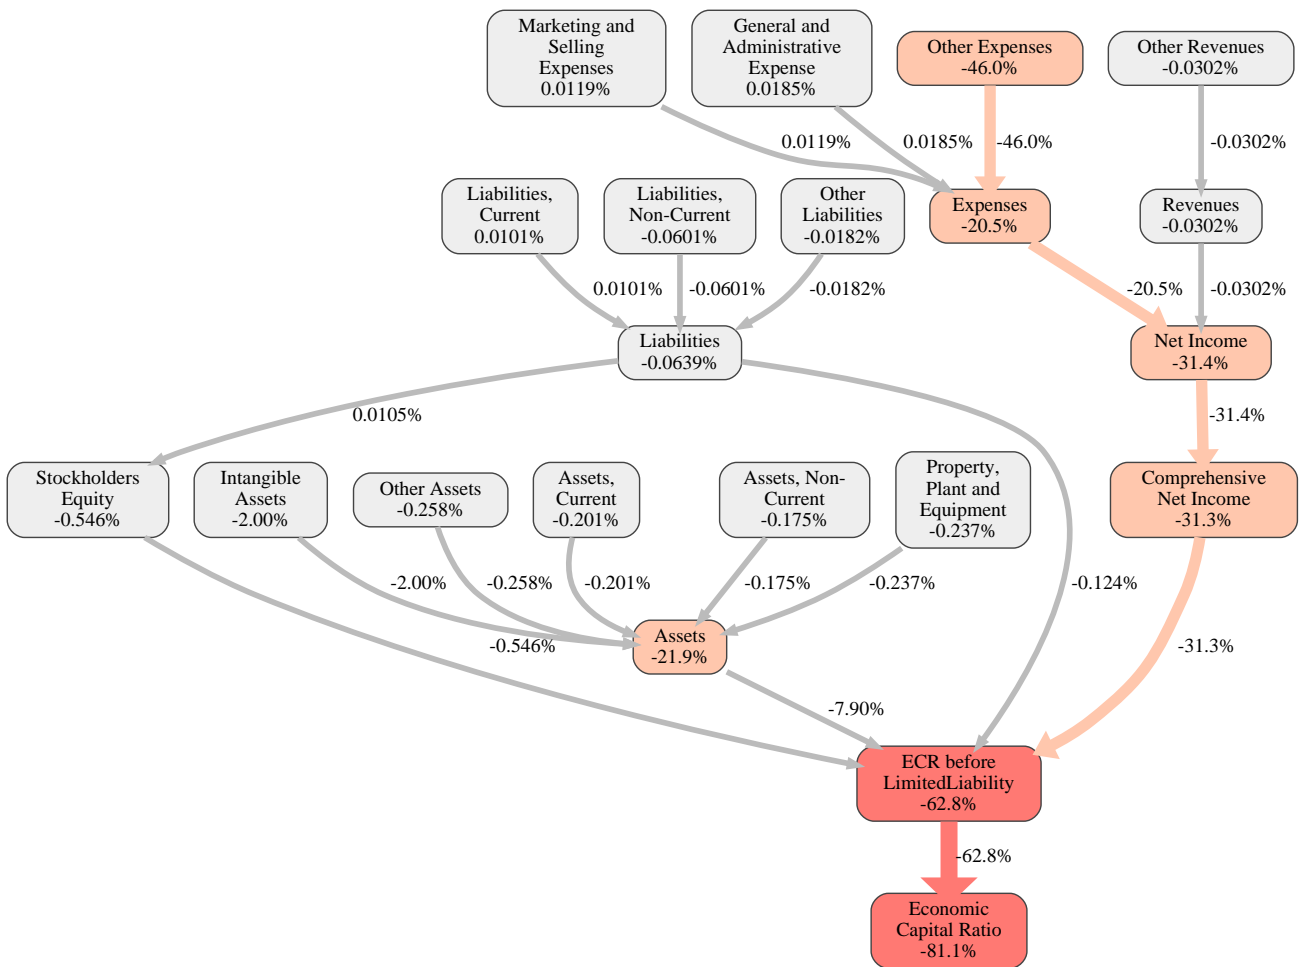 Marketing and
Selling
Expenses
0.0119%
General and
Administrative
Expense
0.0185%
Other Expenses
-46.0%
Other Revenues
-0.0302%
0.0119%
0.0185%
-46.0%
-0.0302%
Liabilities,
Current
0.0101%
Liabilities,
Non-Current
-0.0601%
Other
Liabilities
-0.0182%
Expenses
-20.5%
Revenues
-0.0302%
0.0101%
-0.0601%
-0.0182%
-20.5%
-0.0302%
Liabilities
-0.0639%
Net Income
-31.4%
0.0105%
-31.4%
Stockholders
Equity
-0.546%
Intangible
Assets
-2.00%
Other Assets
-0.258%
Assets,
Current
-0.201%
Assets, Non-
Current
-0.175%
Property,
Plant and
Equipment
-0.237%
Comprehensive
Net Income
-31.3%
-2.00%
-0.258%
-0.201%
-0.175%
-0.237%
-0.124%
-0.546%
Assets
-21.9%
-31.3%
-7.90%
ECR before
LimitedLiability
-62.8%
-62.8%
Economic
Capital Ratio
-81.1%